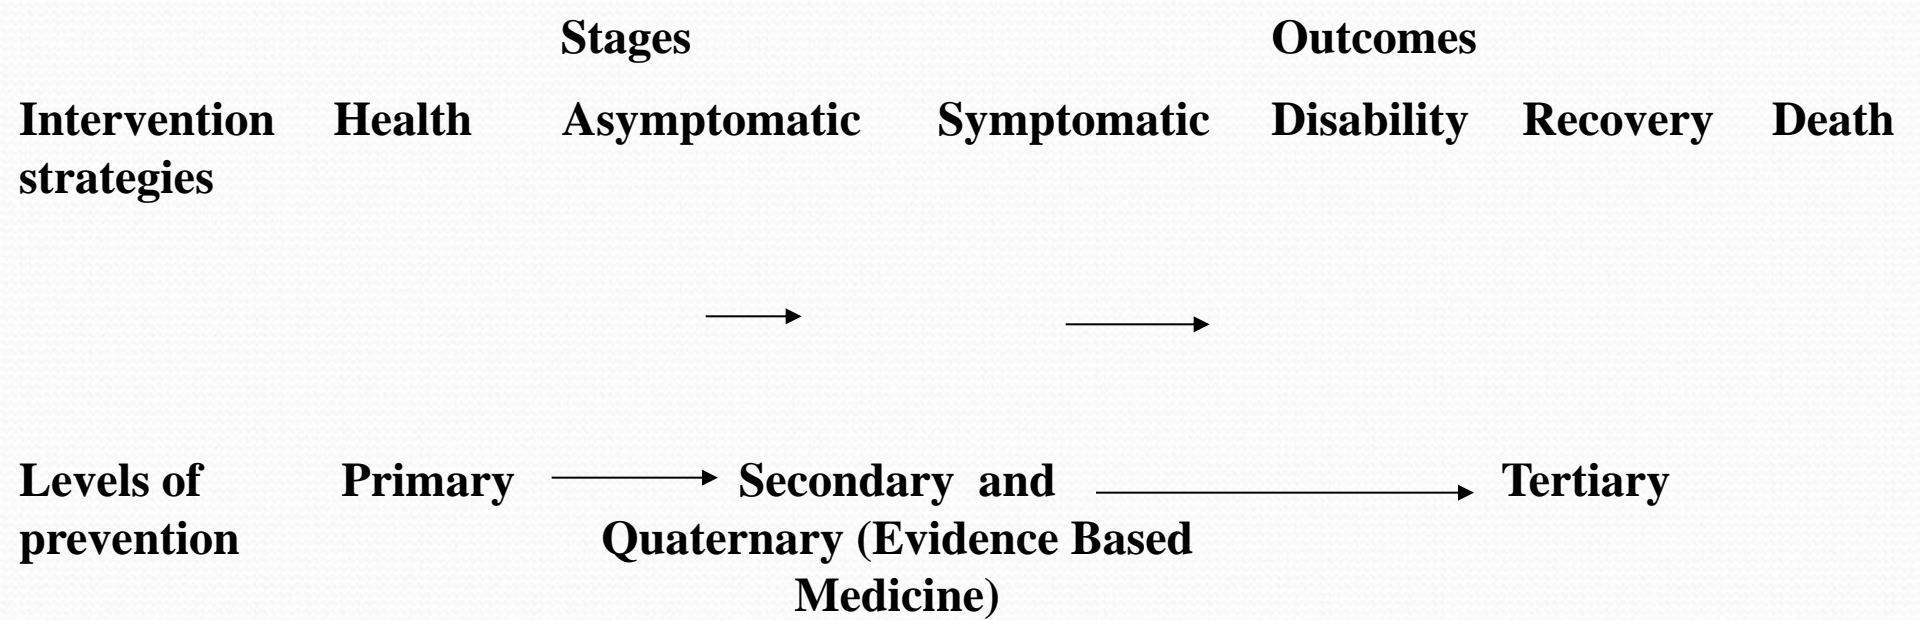 Stages Outcomes
Intervention Health Asymptomatic Symptomatic Disability Recovery Death
strategies
Levels of Primary Secondary and Tertiary
prevention Quaternary (Evidence Based
Medicine)